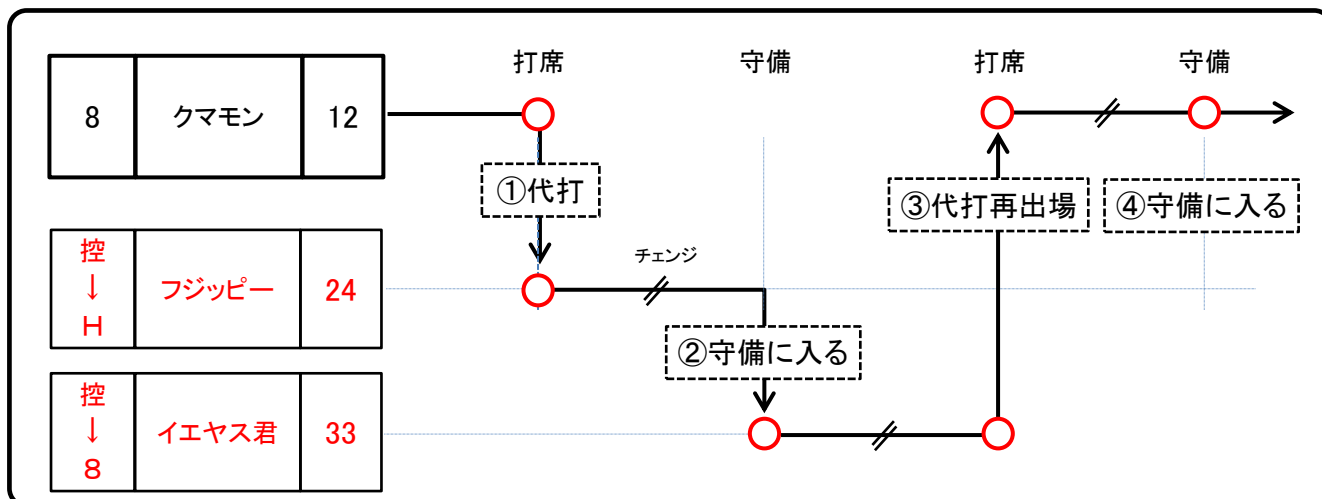 打席 守備 打席 守備
8 クマモン 12
①代打
③代打再出場 ④守備に入る
控
↓
H
フジッピー 24
チェンジ
②守備に入る
控
↓
8
イエヤス君 33